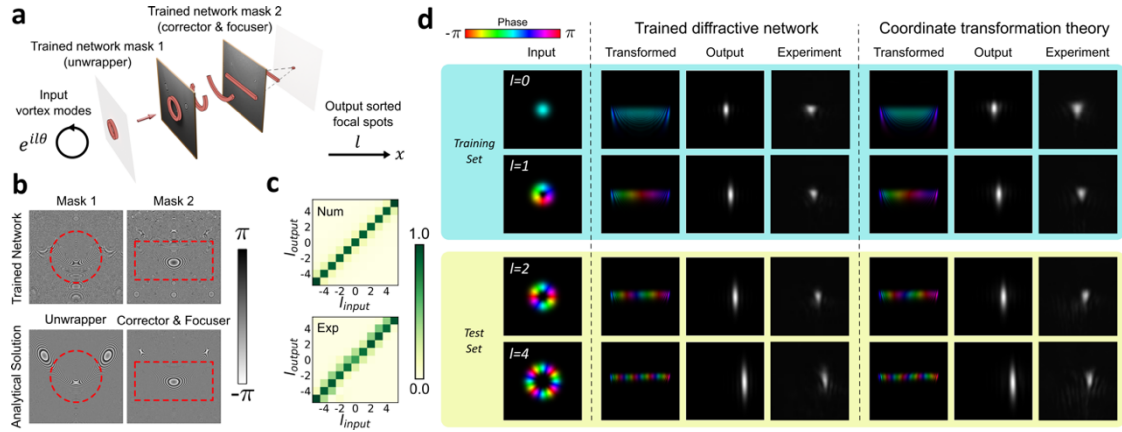 a
Trained network mask 2
(corrector & focuser)
Trained network mask 1
(unwrapper)
Input
vortex modes
e^{ilθ}
Output sorted
focal spots
l
x
b
Mask 1 Mask 2
Trained Network
π
Unwrapper Corrector & Focuser
Analytical Solution
-π
c
Num
l_output
4
2
0
-2
-4
-4 -2 0 2 4
l_input
1.0
0.0
Exp
l_output
4
2
0
-2
-4
-4 -2 0 2 4
l_input
d
Phase
-π π
Trained diffractive network Coordinate transformation theory
Input Transformed Output Experiment Transformed Output Experiment
l=0
Training
Set
l=1
l=2
Test
Set
l=4